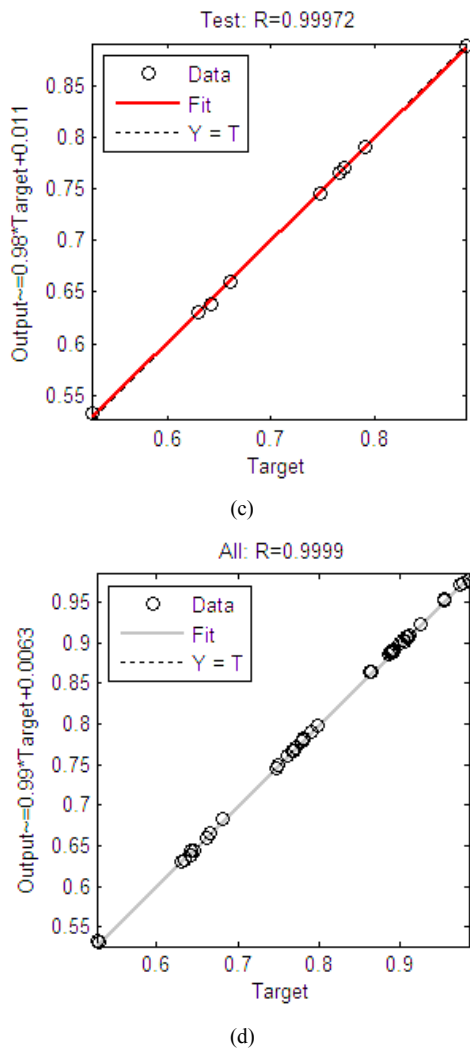 Test: R=0.99972
Output~=0.98*Target+0.011
0.85
0.8
0.75
0.7
0.65
0.6
0.55
Data
Fit
Y = T
0.6 0.7 0.8
Target
(c)
All: R=0.9999
Output~=0.99*Target+0.0063
0.95
0.9
0.85
0.8
0.75
0.7
0.65
0.6
0.55
Data
Fit
Y = T
0.6 0.7 0.8 0.9
Target
(d)